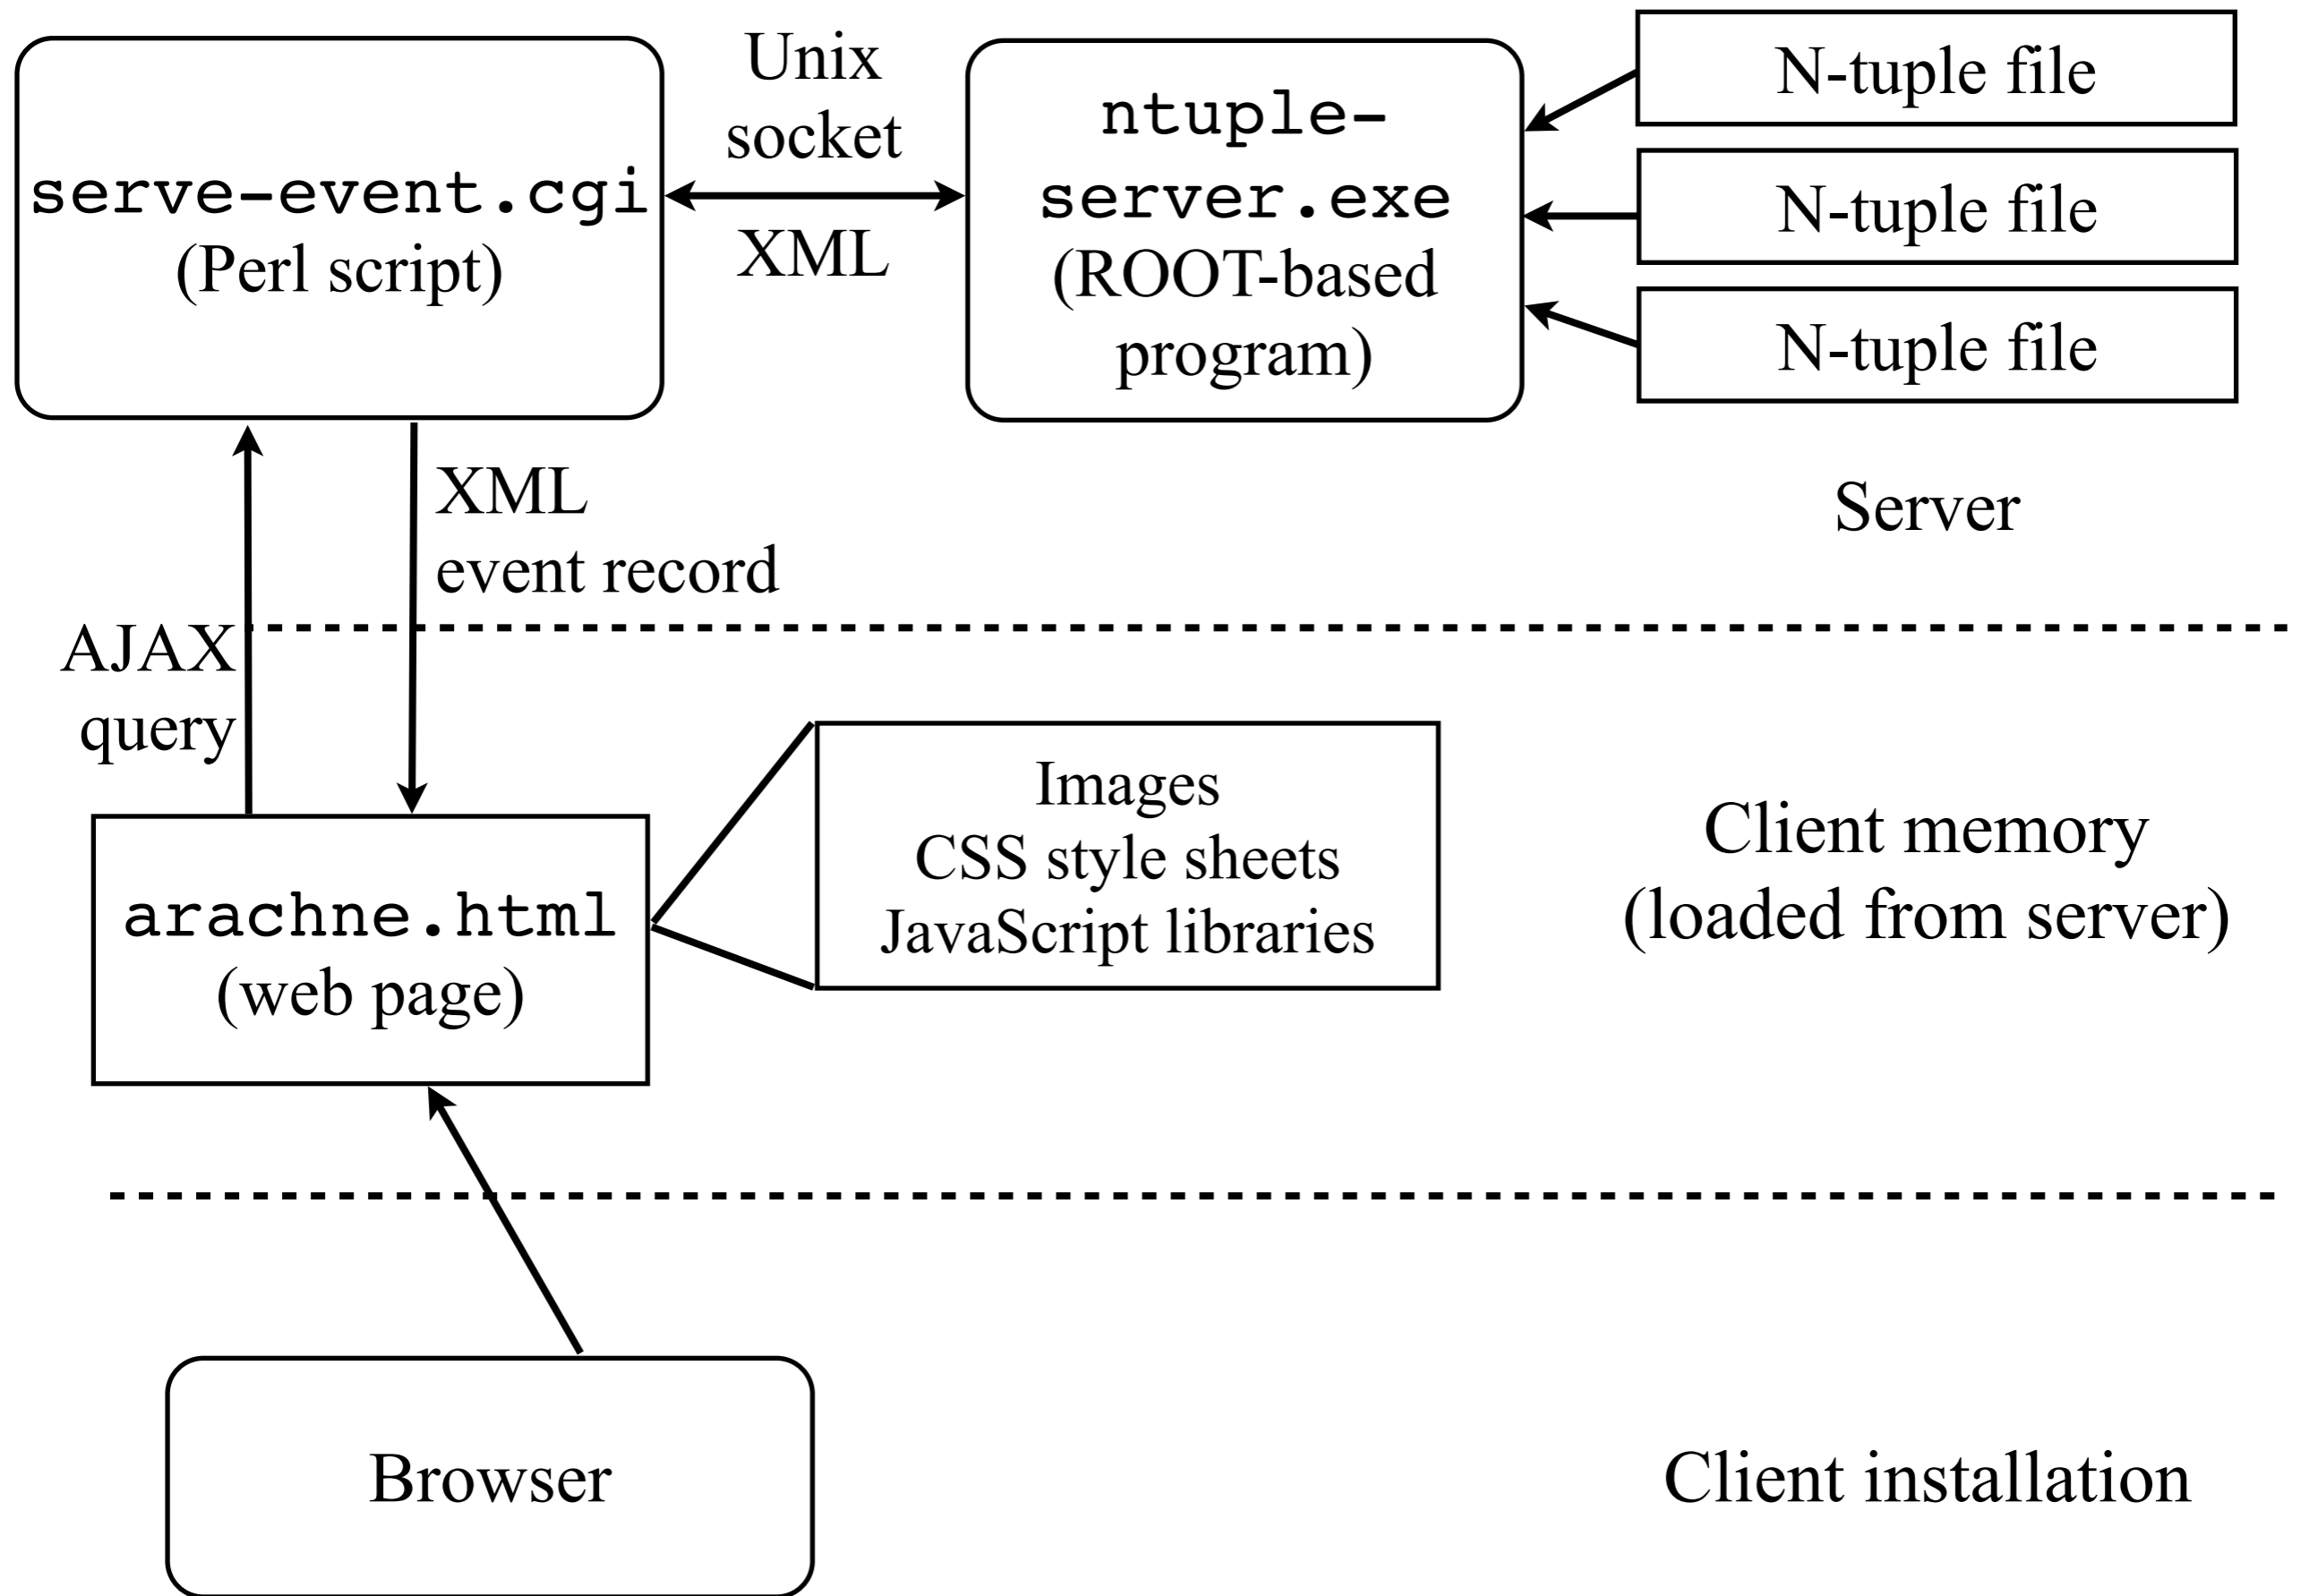 serve-event.cgi
(Perl script)
Unix
socket
XML
ntuple-
server.exe
(ROOT-based
program)
N-tuple file
N-tuple file
N-tuple file
XML
event record
Server
AJAX
query
arachne.html
(web page)
Images
CSS style sheets
JavaScript libraries
Client memory
(loaded from server)
Browser
Client installation